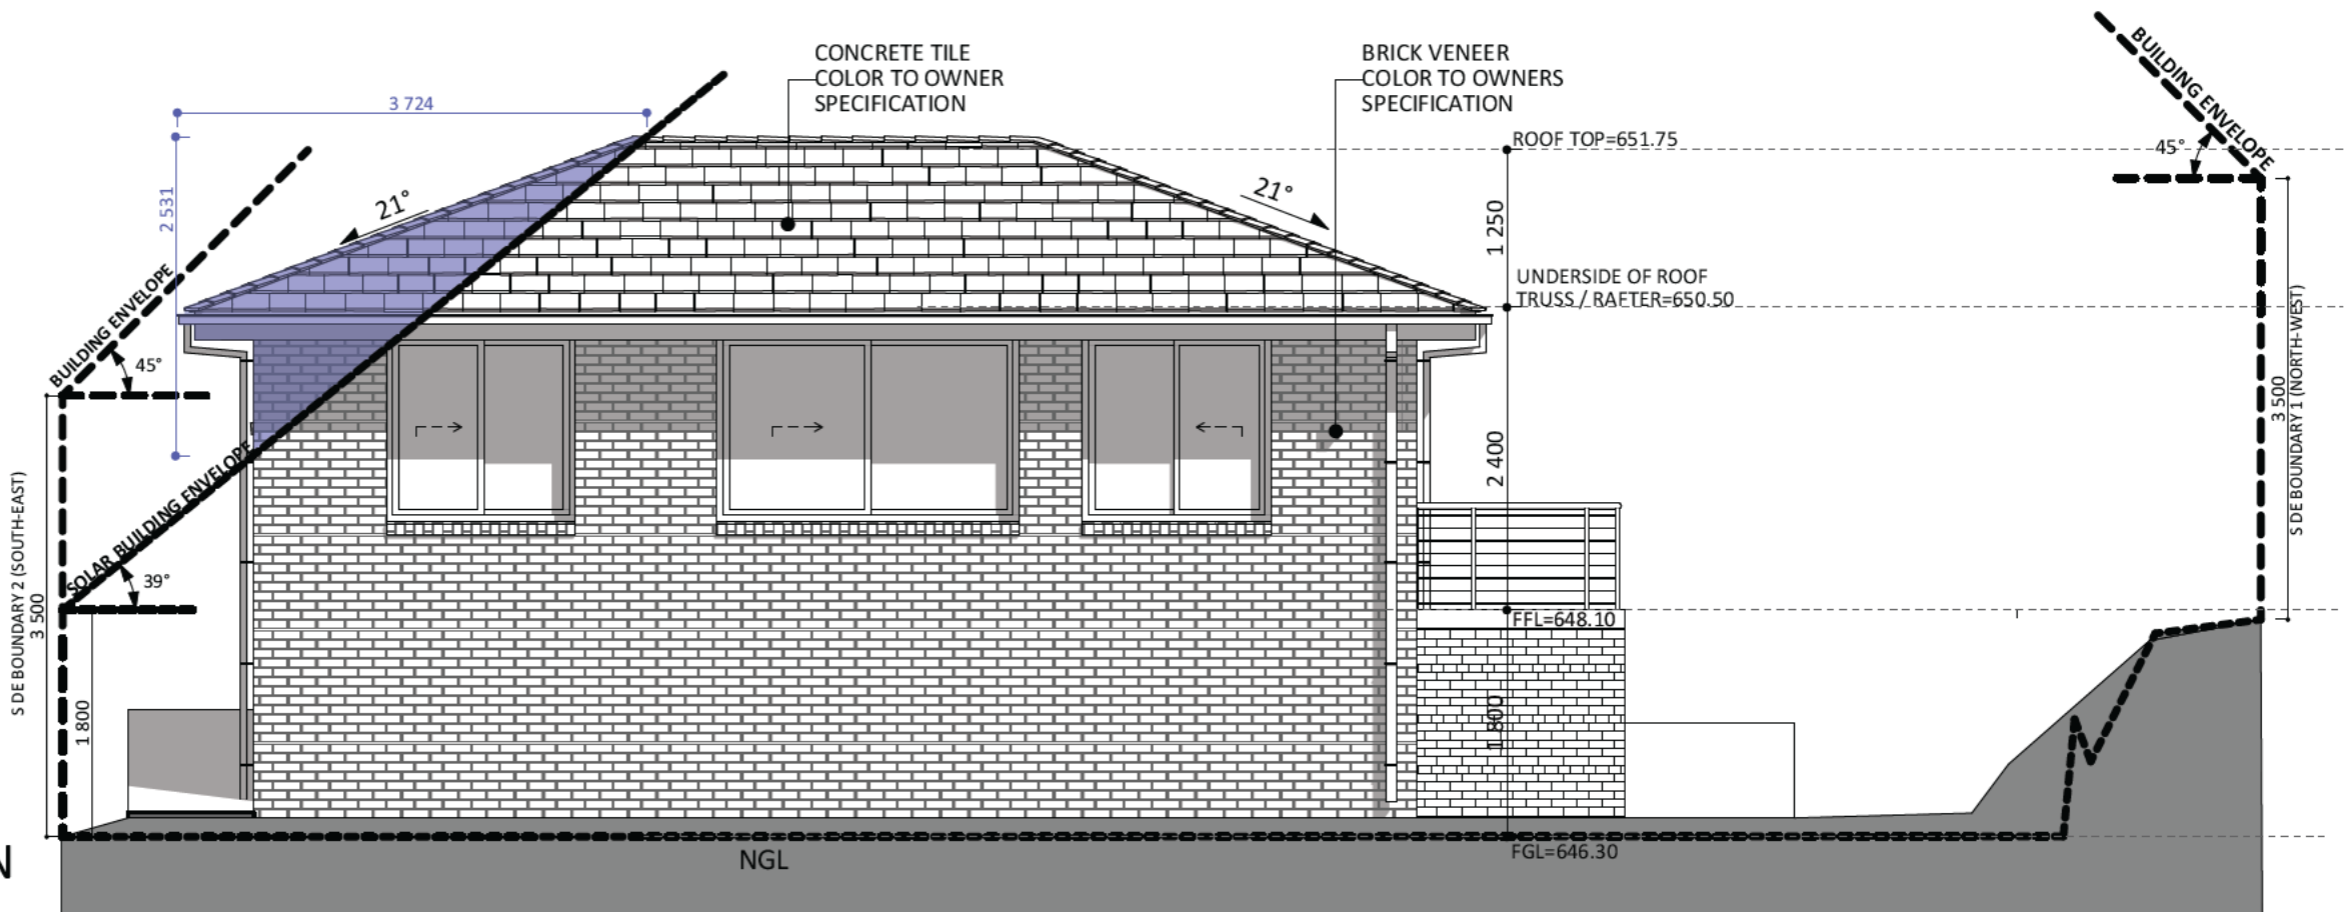 CONCRETE TILE
COLOR TO OWNER
SPECIFICATION
BRICK VENEER
COLOR TO OWNERS
SPECIFICATION
BUILDING ENVELOPE
45°
3 724
2 531
21°
21°
ROOF TOP=651.75
1 250
UNDERSIDE OF ROOF
TRUSS / RAFTER=650.50
BUILDING ENVELOPE
45°
SOLAR BUILDING ENVELOPE
39°
S DE BOUNDARY 2 (SOUTH-EAST)
3 500
1 800
2 400
3 500
S DE BOUNDARY 1 (NORTH-WEST)
FFL=648.10
1 800
NGL
FGL=646.30
N